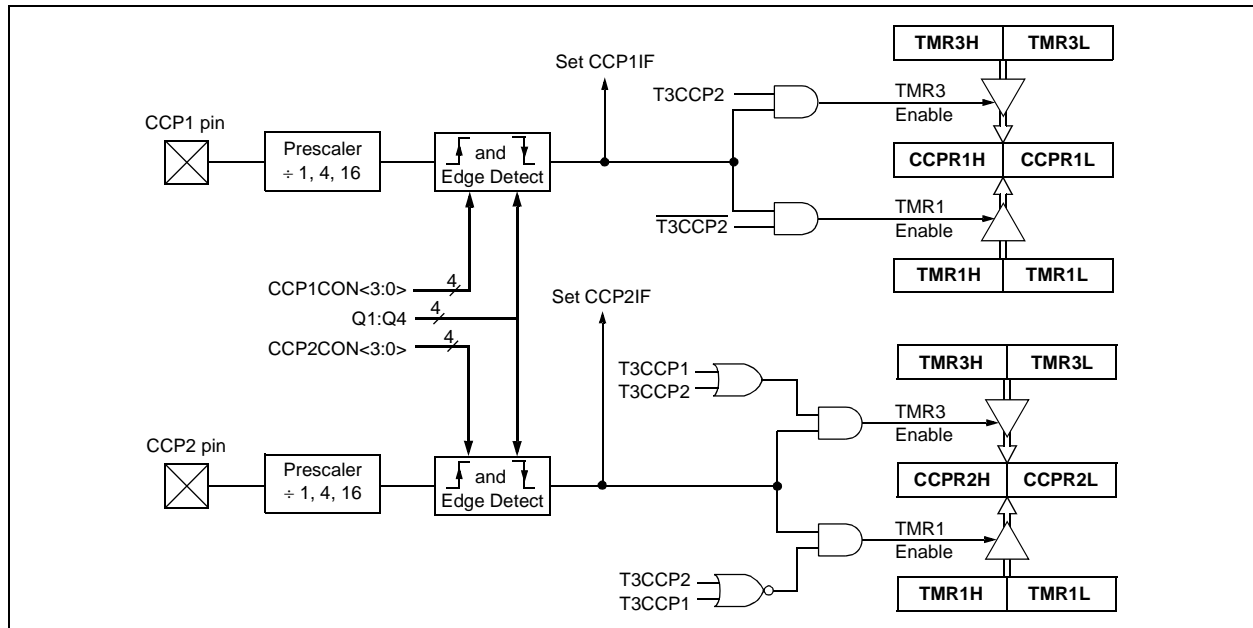 TMR3H TMR3L
Set CCP1IF
T3CCP2
TMR3
Enable
CCP1 pin
Prescaler
÷ 1, 4, 16
and
Edge Detect
CCPR1H CCPR1L
T3CCP2
TMR1
Enable
TMR1H TMR1L
CCP1CON<3:0> 4
Q1:Q4 4
CCP2CON<3:0> 4
Set CCP2IF
TMR3H TMR3L
T3CCP1
T3CCP2
TMR3
Enable
CCP2 pin
Prescaler
÷ 1, 4, 16
and
Edge Detect
CCPR2H CCPR2L
TMR1
Enable
T3CCP2
T3CCP1
TMR1H TMR1L